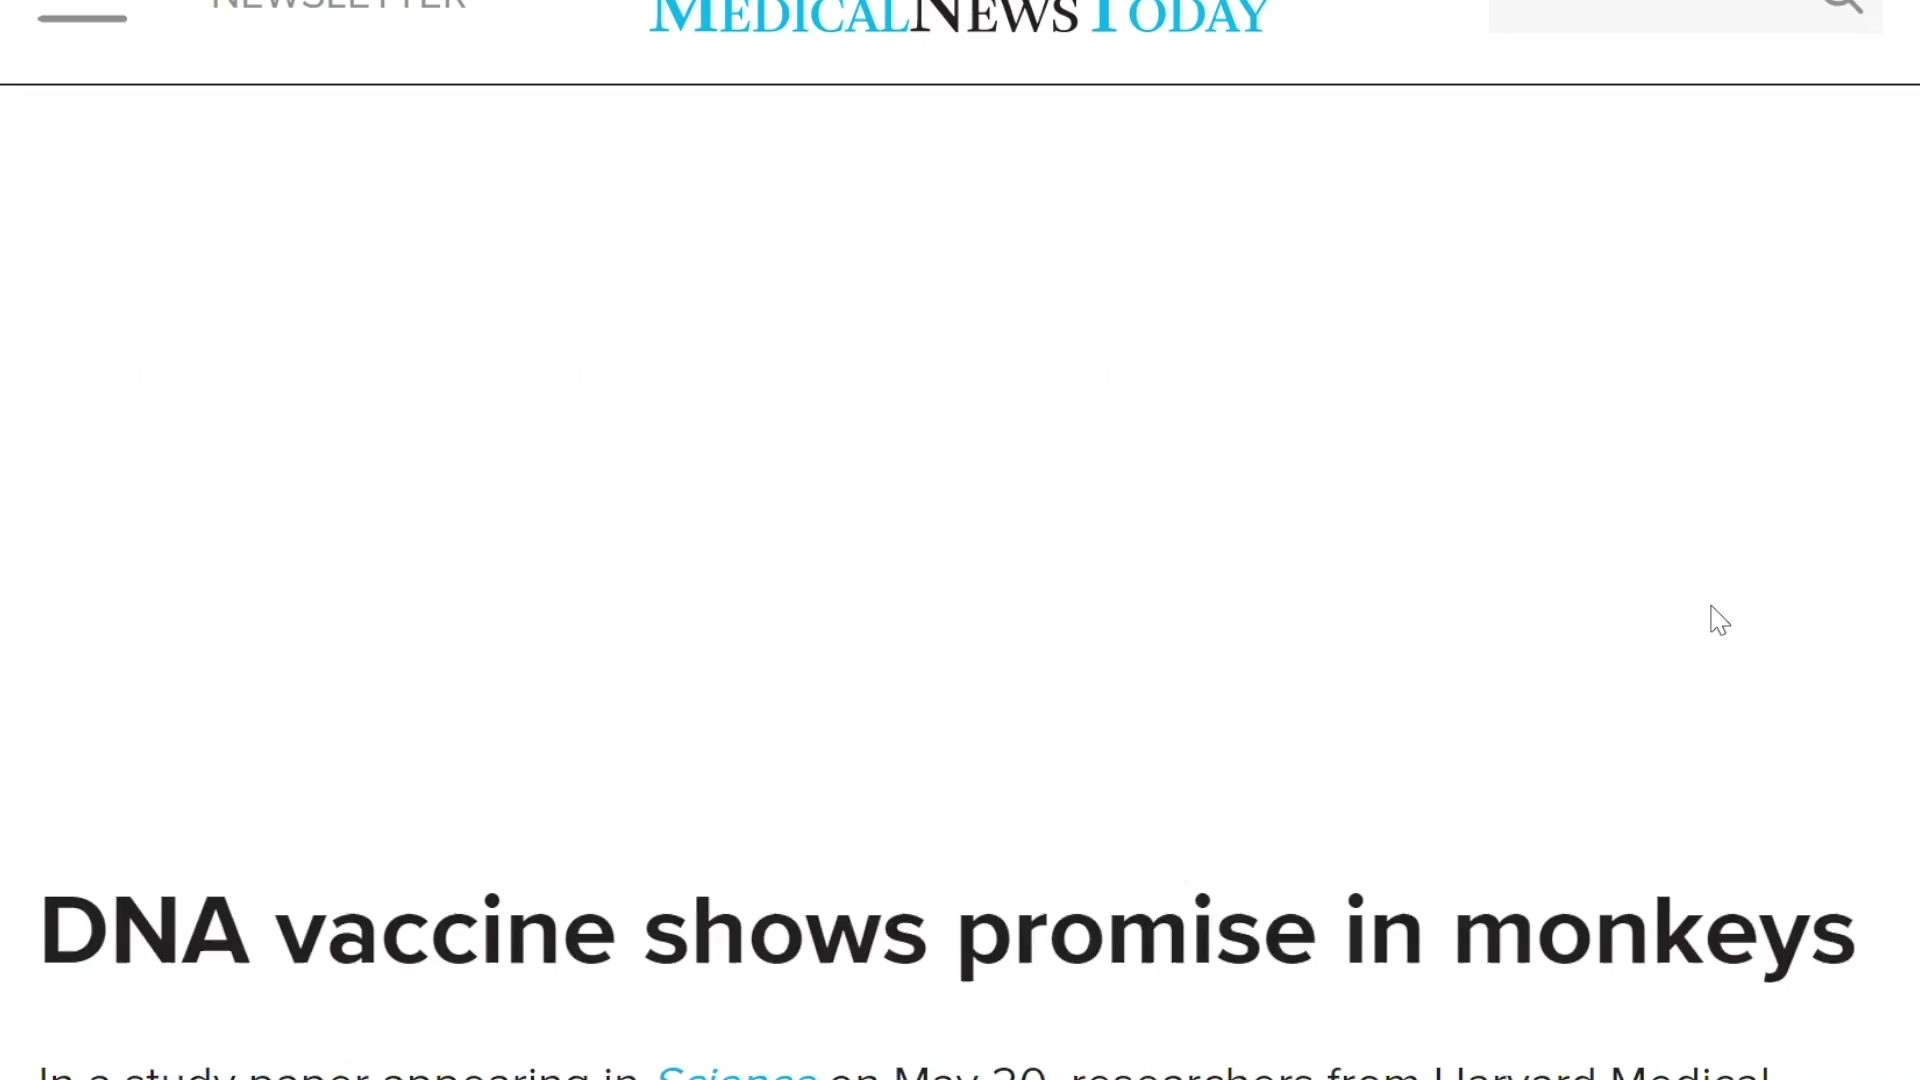 NEWSLETTER
MEDICALNEWSTODAY
DNA vaccine shows promise in monkeys
In a study paper appearing in Science on May 20, researchers from Harvard Medical